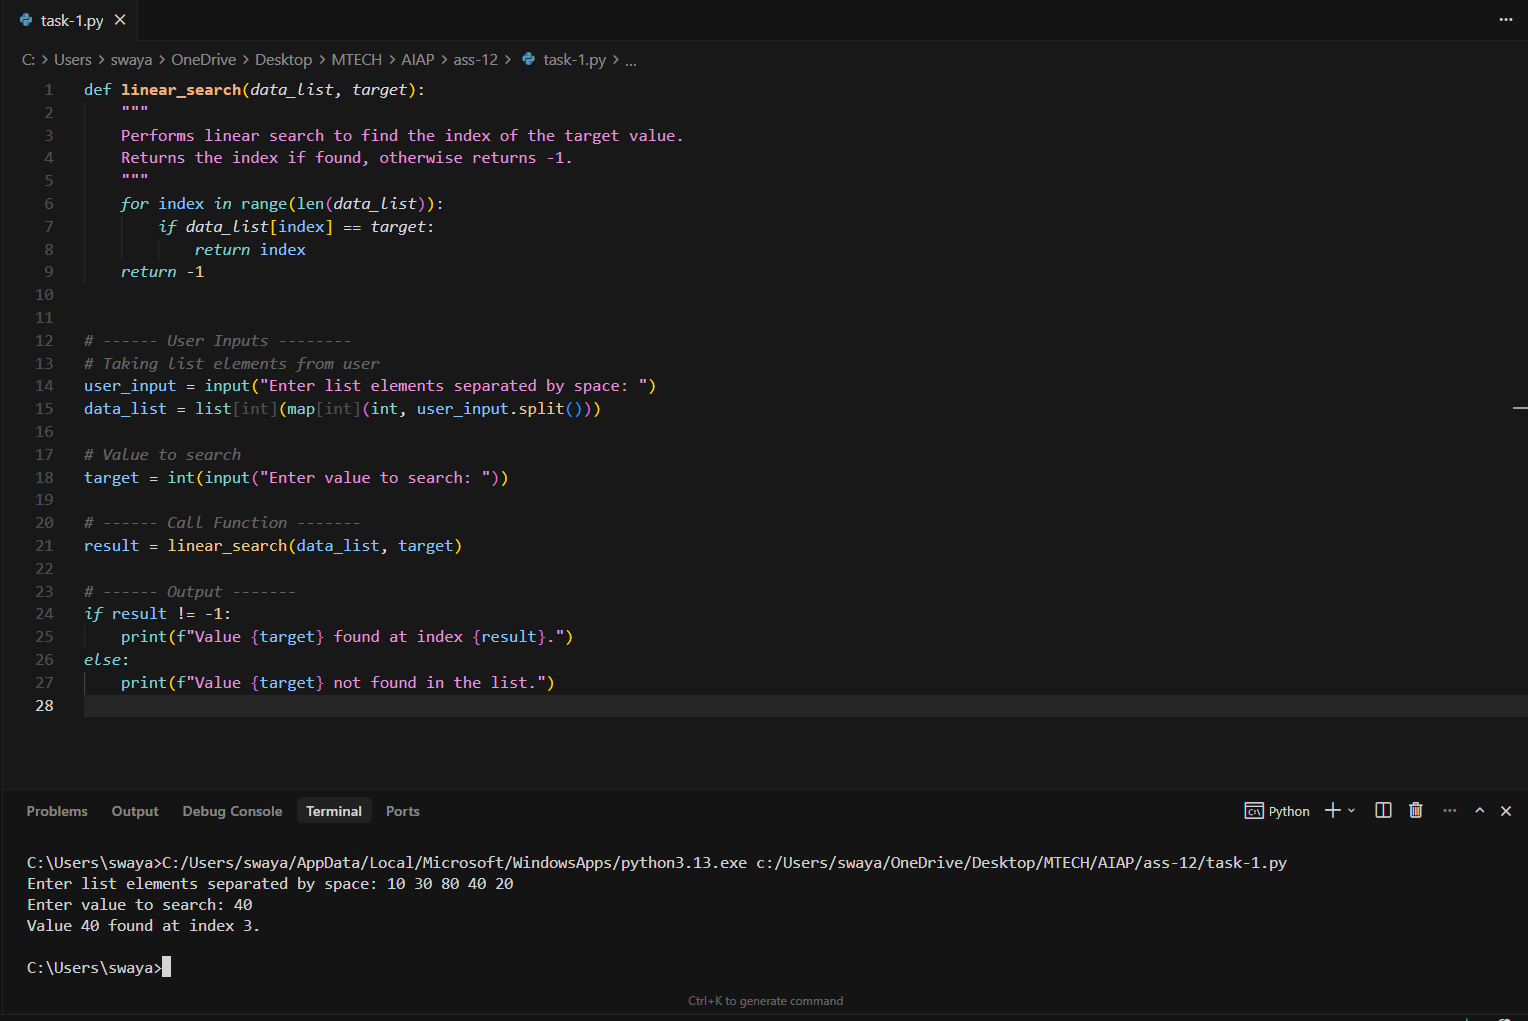 task-1.py
C: > Users > swaya > OneDrive > Desktop > MTECH > AIAP > ass-12 > task-1.py > ...
1 def linear_search(data_list, target):
2     """
3     Performs linear search to find the index of the target value.
4     Returns the index if found, otherwise returns -1.
5     """
6     for index in range(len(data_list)):
7         if data_list[index] == target:
8             return index
9     return -1
10
11
12 # ------ User Inputs --------
13 # Taking list elements from user
14 user_input = input("Enter list elements separated by space: ")
15 data_list = list[int](map[int](int, user_input.split()))
16
17 # Value to search
18 target = int(input("Enter value to search: "))
19
20 # ------ Call Function -------
21 result = linear_search(data_list, target)
22
23 # ------ Output -------
24 if result != -1:
25     print(f"Value {target} found at index {result}.")
26 else:
27     print(f"Value {target} not found in the list.")
28
Problems Output Debug Console Terminal Ports Python
C:\Users\swaya>C:/Users/swaya/AppData/Local/Microsoft/WindowsApps/python3.13.exe c:/Users/swaya/OneDrive/Desktop/MTECH/AIAP/ass-12/task-1.py
Enter list elements separated by space: 10 30 80 40 20
Enter value to search: 40
Value 40 found at index 3.
C:\Users\swaya>
Ctrl+K to generate command